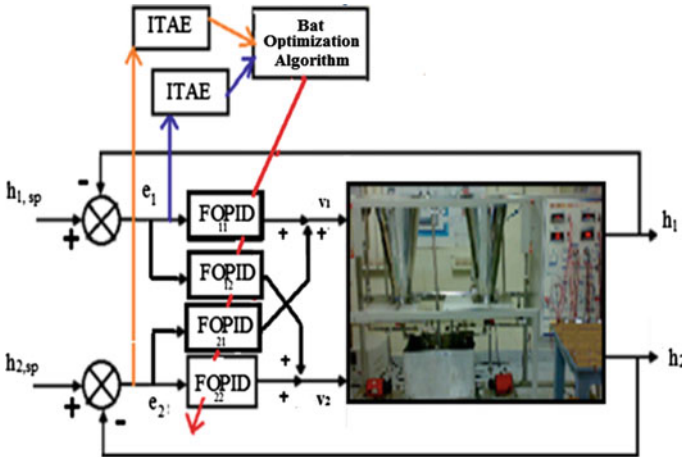 ITAE
Bat
Optimization
Algorithm
ITAE
-
h1,sp
+
e1
FOPID
11
+
v1
+
h1
FOPID
12
FOPID
21
h2,sp
+
-
e2
FOPID
22
+
+
v2
h2